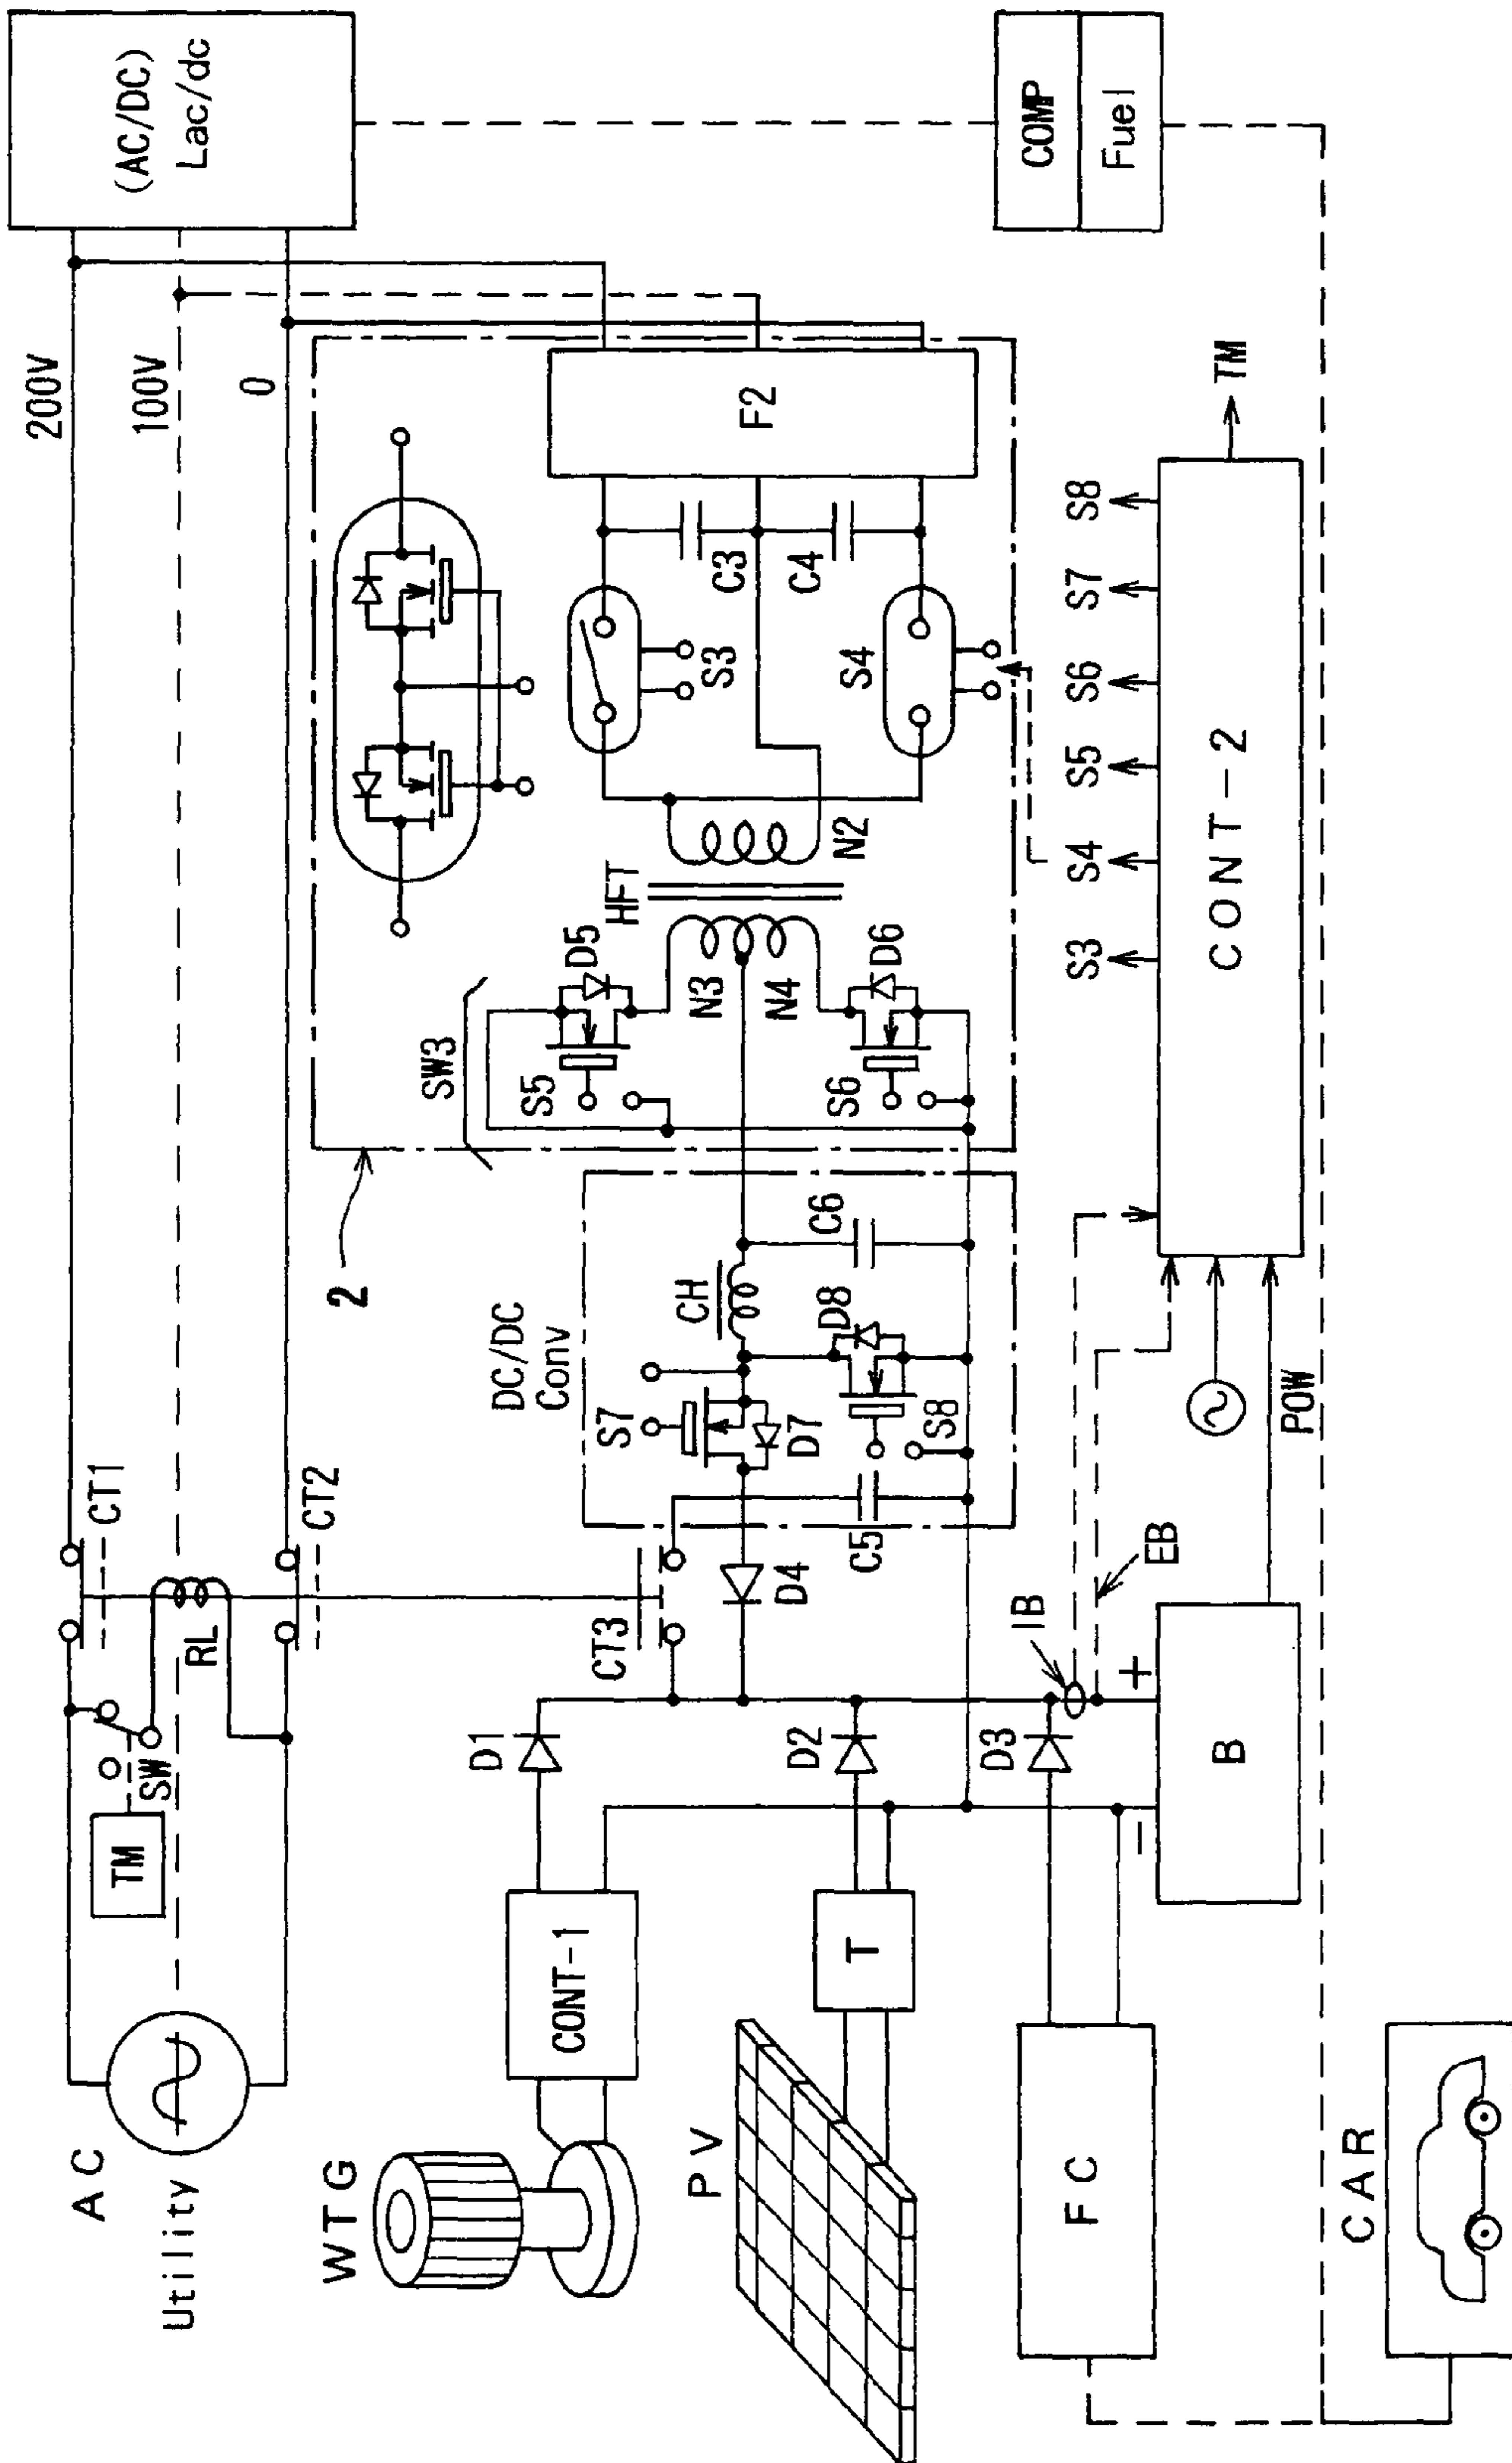 AC
Utility
TM
SW
RL
CT1
CT2
200V
100V
0
(AC/DC)
Lac/dc
WTG
CONT-1
D1
CT3
D4
DC/DC
Conv
S7
D7
CH
D8
S8
C5
C6
2
SW3
S5
D5
S6
D6
N3
N4
HFT
N2
S3
S4
C3
C4
F2
PV
T
D2
FC
D3
IB
EB
+
−
B
POW
CONT-2
S3
S4
S5
S6
S7
S8
TM
COMP
Fuel
CAR